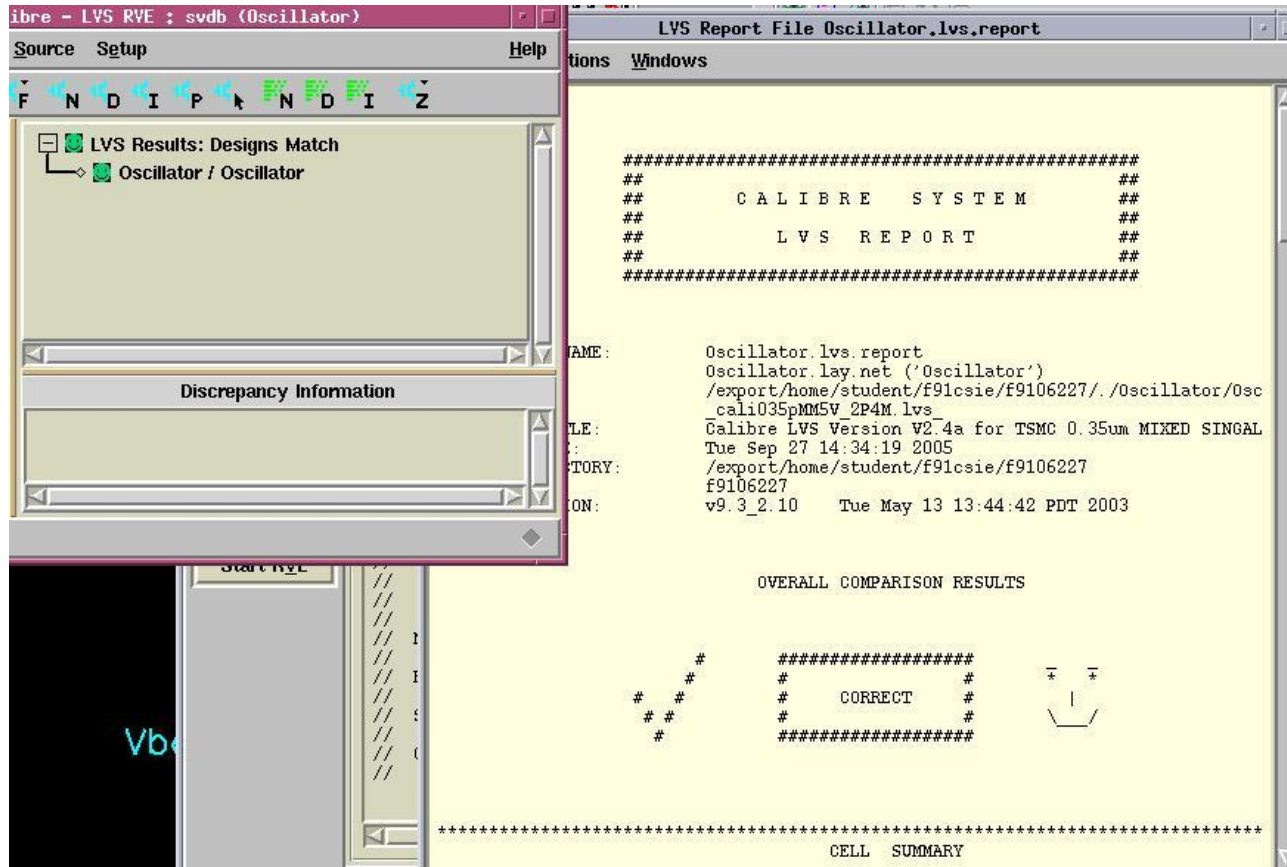 ibre - LVS RVE : svdb (Oscillator)
Source Setup Help
F N D I P N D I Z
LVS Results: Designs Match
Oscillator / Oscillator
Discrepancy Information
Start RVE
Vb
LVS Report File Oscillator.lvs.report
tions Windows
##################################################
## ##
## C A L I B R E S Y S T E M ##
## ##
## L V S R E P O R T ##
## ##
##################################################
NAME: Oscillator.lvs.report
Oscillator.lay.net ('Oscillator')
/export/home/student/f91csie/f9106227/./Oscillator/Osc
_cali035pMM5V_2P4M.lvs_
TLE: Calibre LVS Version V2.4a for TSMC 0.35um MIXED SINGAL
E: Tue Sep 27 14:34:19 2005
CTORY: /export/home/student/f91csie/f9106227
f9106227
ION: v9.3_2.10 Tue May 13 13:44:42 PDT 2003
OVERALL COMPARISON RESULTS
# ################### _ _
# # # * *
# # # CORRECT # |
# # # # \___/
# ###################
//
//
//
//
//
//
//
//
//
//
//
********************************************************************************
CELL SUMMARY